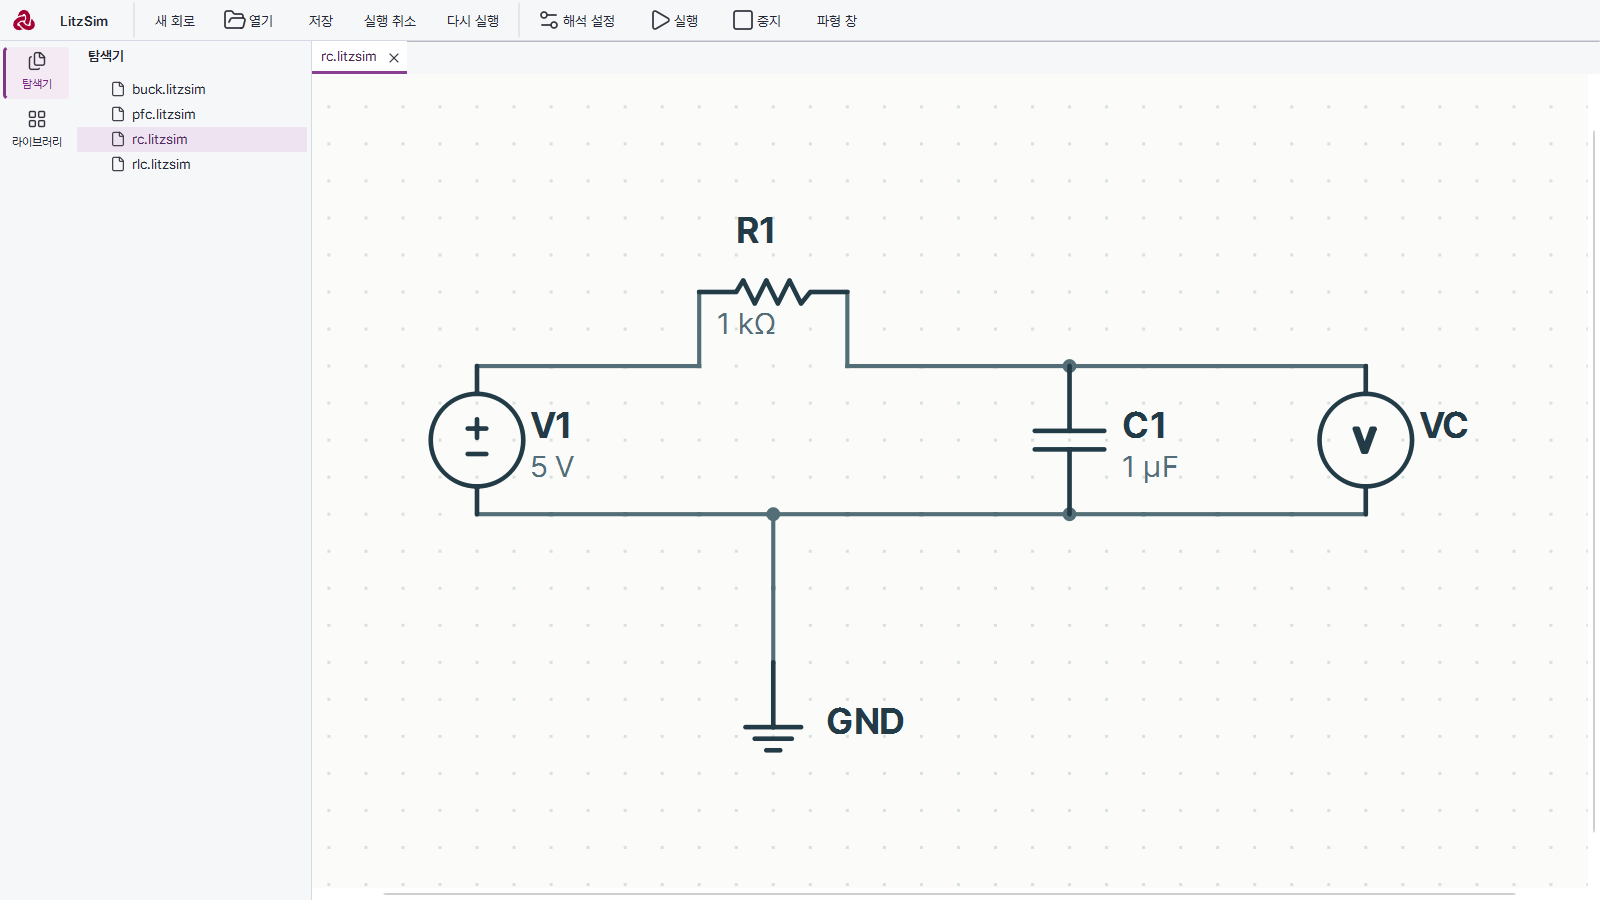 LitzSim 새 회로 열기 저장 실행 취소 다시 실행 해석 설정 실행 중지 파형 창
탐색기
라이브러리
탐색기
buck.litzsim
pfc.litzsim
rc.litzsim
rlc.litzsim
rc.litzsim
R1
1 kΩ
V1
5 V
C1
1 µF
V
VC
GND